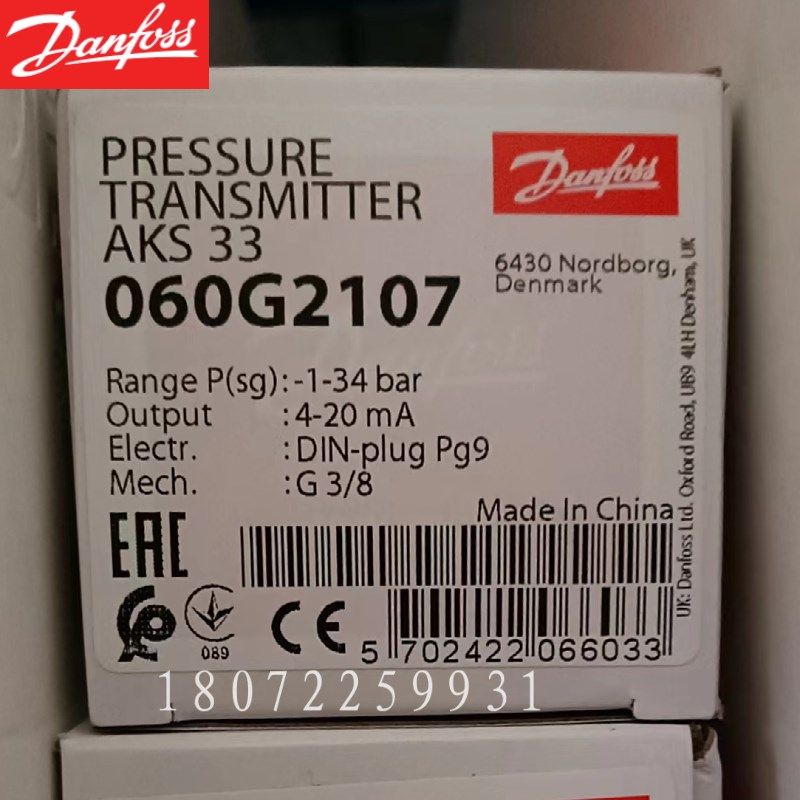 Danfoss
PRESSURE
TRANSMITTER
AKS 33
060G2107
Danfoss
6430 Nordborg,
Denmark
Range P(sg):-1-34 bar
Output :4-20 mA
Electr. :DIN-plug Pg9
Mech. :G 3/8
Made In China
EAC
089
CE
5 702422 066033
UK: Danfoss Ltd. Oxford Road, UB9 4LH Denham, UK
18072259931